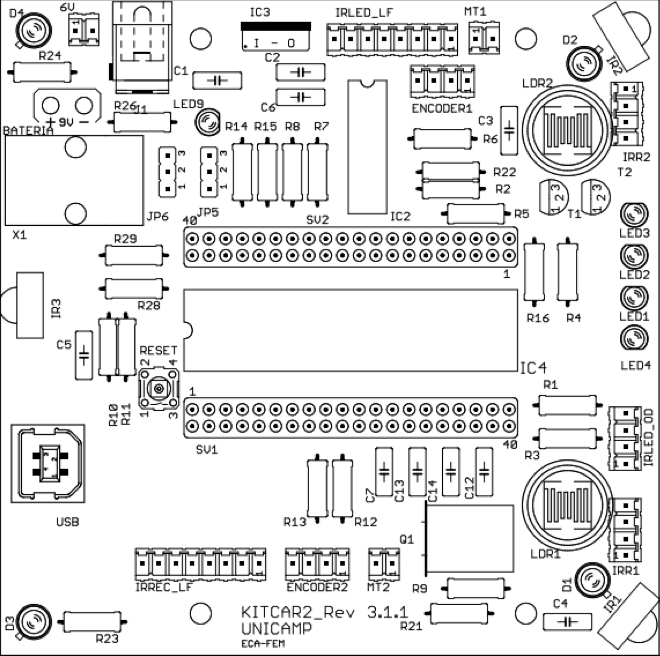 D4
6V
IC3
IRLED_LF
MT1
I - O
D2
IR2
R24
C1
C2
LDR2
1
R26
J1
LED9
C6
ENCODER1
BATERIA
+ 9V -
R14 R15 R8 R7
C3
R6
IRR2
R22
T2
3
2
1
3
2
1
R2
1 2 3
1 2 3
JP6
JP5
IC2
R5
T1
X1
40
SV2
LED3
R29
1
LED2
IR3
R28
R16
R4
LED1
C5
RESET
2 4
IC4
LED4
R10
R11
1 3
1
R1
IRLED_OD
SV1
40
R3
C7
C13
C14
C12
USB
R13
R12
Q1
LDR1
IRR1
IRREC_LF
ENCODER2
MT2
R9
D1
IR1
D3
R23
KITCAR2_Rev 3.1.1
R21
C4
UNICAMP
ECA-FEM